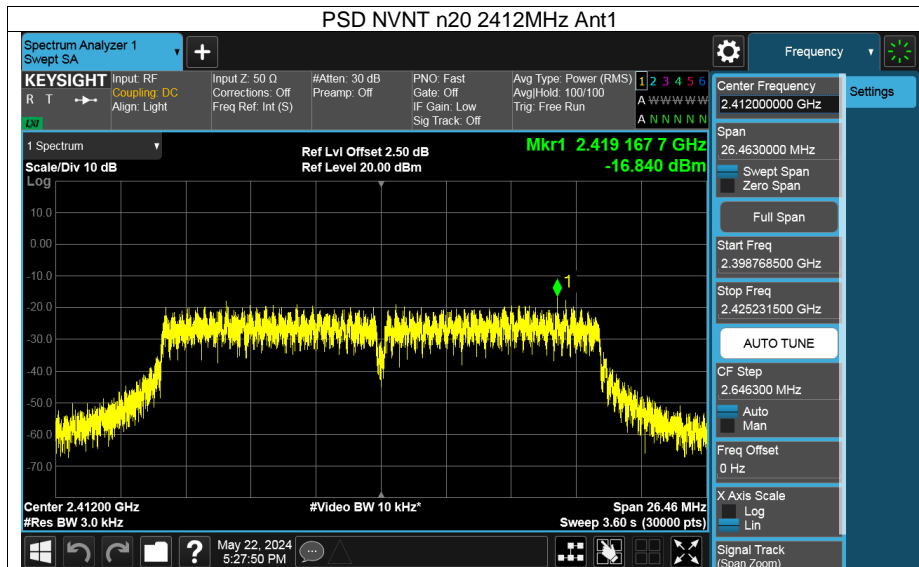 PSD NVNT n20 2412MHz Ant1
Spectrum Analyzer 1
Swept SA
+
Frequency
KEYSIGHT
R T
LXI
Input: RF
Coupling: DC
Align: Light
Input Z: 50 Ω
Corrections: Off
Freq Ref: Int (S)
#Atten: 30 dB
Preamp: Off
PNO: Fast
Gate: Off
IF Gain: Low
Sig Track: Off
Avg Type: Power (RMS)
Avg|Hold: 100/100
Trig: Free Run
1 2 3 4 5 6
A W W W W W
A N N N N N
Center Frequency
2.412000000 GHz
Settings
1 Spectrum
Scale/Div 10 dB
Log
Ref Lvl Offset 2.50 dB
Ref Level 20.00 dBm
Mkr1 2.419 167 7 GHz
-16.840 dBm
10.0
0.00
-10.0
-20.0
-30.0
-40.0
-50.0
-60.0
-70.0
1
Center 2.41200 GHz
#Res BW 3.0 kHz
#Video BW 10 kHz*
Span 26.46 MHz
Sweep 3.60 s (30000 pts)
Span
26.4630000 MHz
Swept Span
Zero Span
Full Span
Start Freq
2.398768500 GHz
Stop Freq
2.425231500 GHz
AUTO TUNE
CF Step
2.646300 MHz
Auto
Man
Freq Offset
0 Hz
X Axis Scale
Log
Lin
Signal Track
(Span Zoom)
?
May 22, 2024
5:27:50 PM